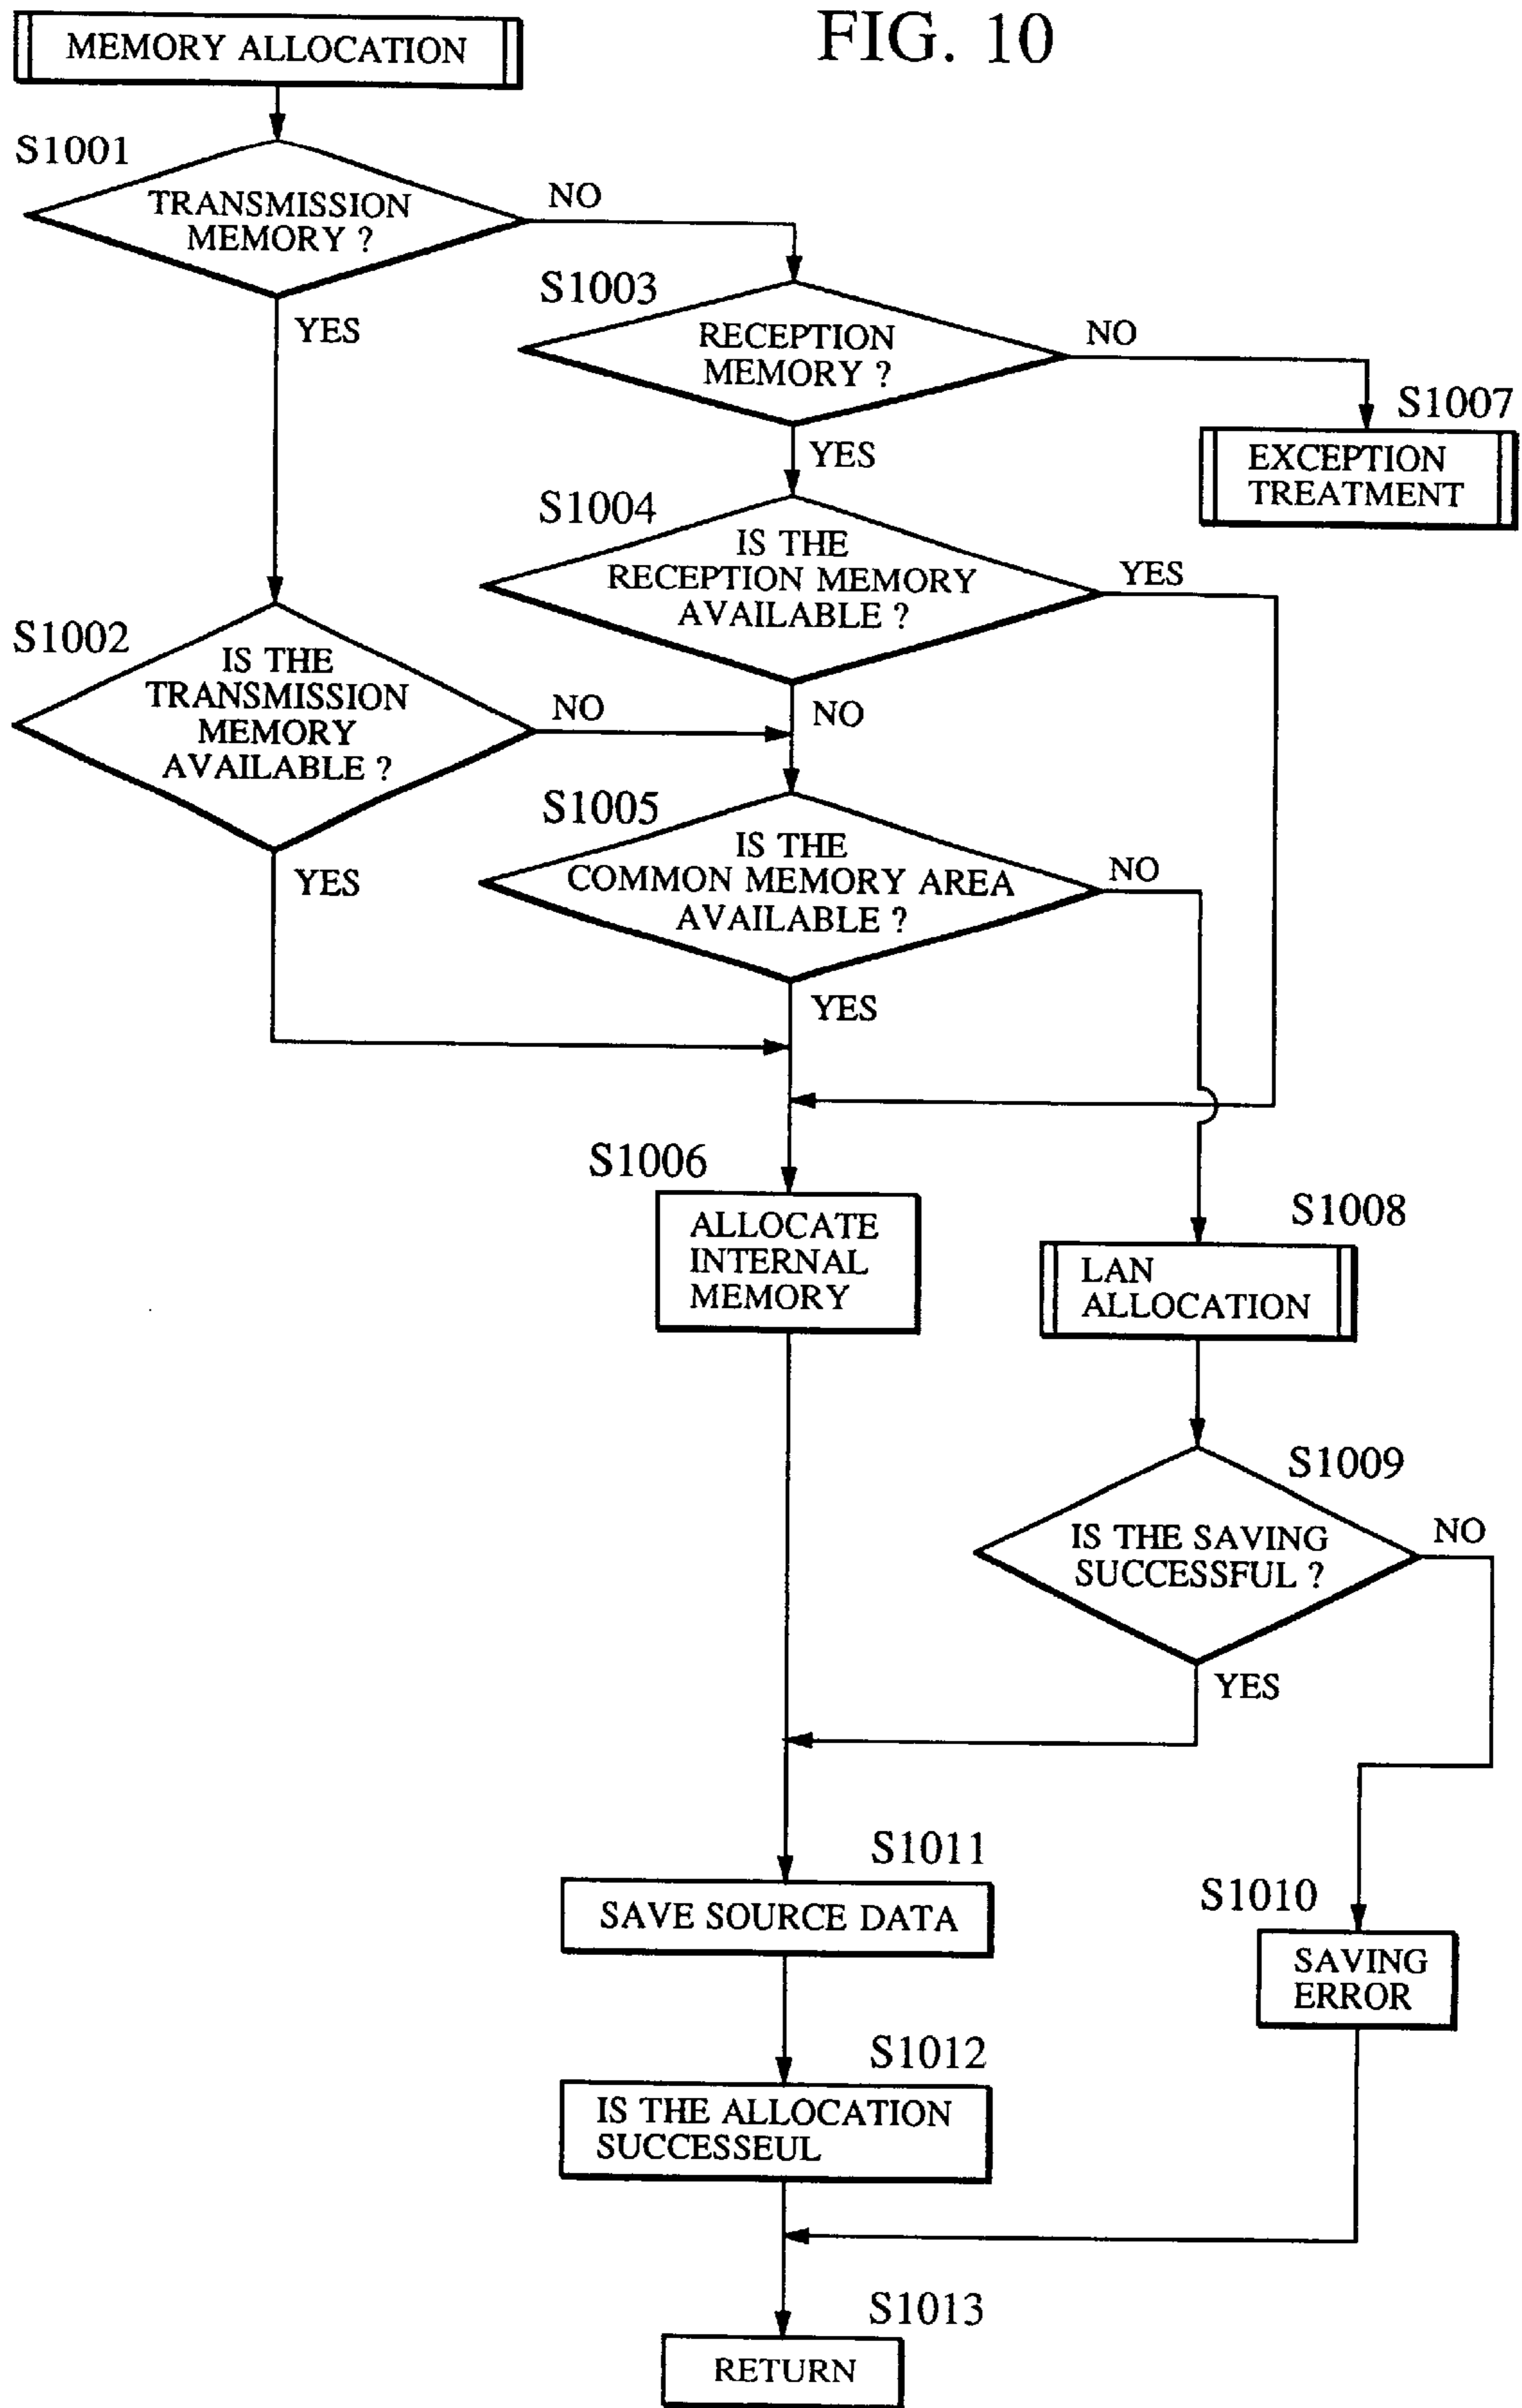 FIG. 10
MEMORY ALLOCATION
S1001
TRANSMISSION
MEMORY ?
NO
YES
S1003
RECEPTION
MEMORY ?
NO
YES
S1007
EXCEPTION
TREATMENT
S1004
IS THE
RECEPTION MEMORY
AVAILABLE ?
YES
NO
S1002
IS THE
TRANSMISSION
MEMORY
AVAILABLE ?
NO
YES
S1005
IS THE
COMMON MEMORY AREA
AVAILABLE ?
NO
YES
S1006
ALLOCATE
INTERNAL
MEMORY
S1008
LAN
ALLOCATION
S1009
IS THE SAVING
SUCCESSFUL ?
NO
YES
S1011
SAVE SOURCE DATA
S1010
SAVING
ERROR
S1012
IS THE ALLOCATION
SUCCESSEUL
S1013
RETURN